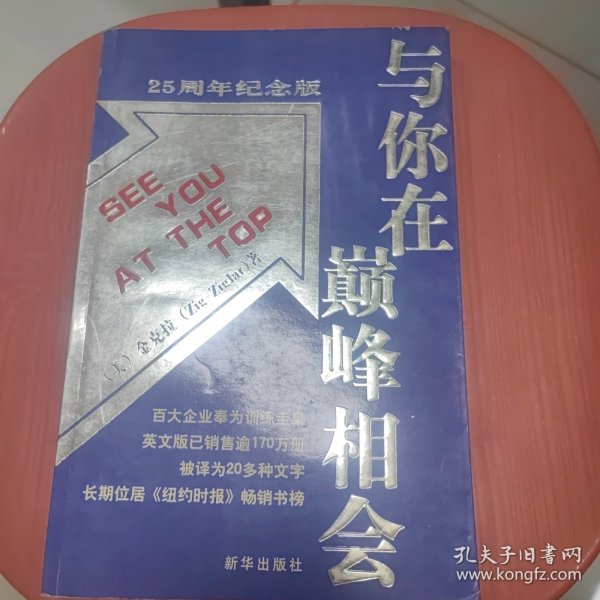 25周年纪念版
与你在
巅峰相会
SEE
YOU
AT THE
TOP
（美）金克拉（Zig Ziglar）著
百大企业奉为训练圭臬
英文版已销售逾170万册
被译为20多种文字
长期位居《纽约时报》畅销书榜
新华出版社
孔夫子旧书网
www.kongfz.com